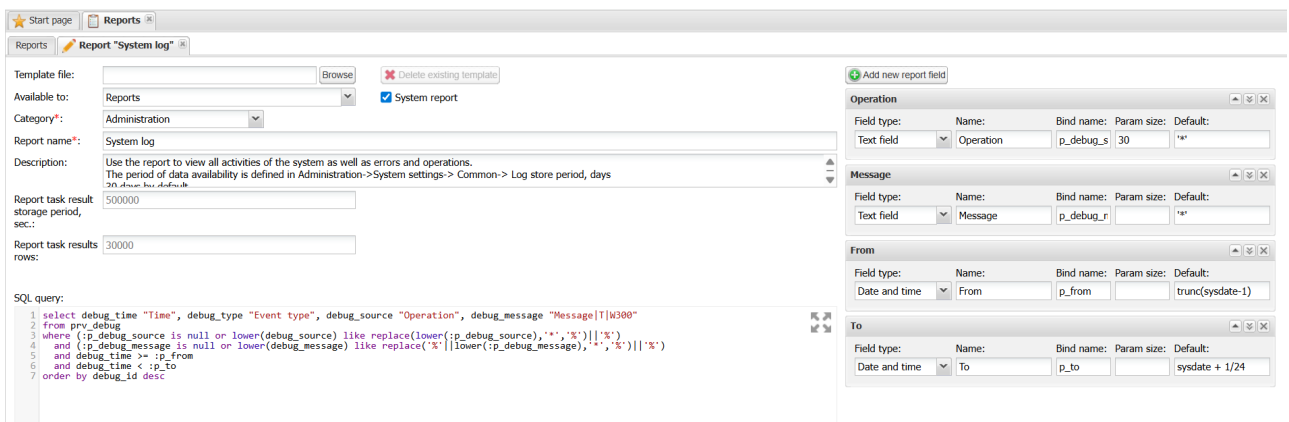 Start page Reports
Reports Report "System log"
Template file: Browse Delete existing template
Available to: Reports System report
Category*: Administration
Report name*: System log
Description: Use the report to view all activities of the system as well as errors and operations.
The period of data availability is defined in Administration->System settings-> Common-> Log store period, days
30 days by default
Report task result storage period, sec.: 500000
Report task results rows: 30000
SQL query:
1 select debug_time "Time", debug_type "Event type", debug_source "Operation", debug_message "Message|T|W300"
2 from prv_debug
3 where (:p_debug_source is null or lower(debug_source) like replace(lower(:p_debug_source),'*','%')||'%')
4 and (:p_debug_message is null or lower(debug_message) like replace('%'||lower(:p_debug_message),'*','%')||'%')
5 and debug_time >= :p_from
6 and debug_time < :p_to
7 order by debug_id desc
Add new report field
Operation
Field type: Name: Bind name: Param size: Default:
Text field Operation p_debug_s 30 '*'
Message
Field type: Name: Bind name: Param size: Default:
Text field Message p_debug_r '*'
From
Field type: Name: Bind name: Param size: Default:
Date and time From p_from trunc(sysdate-1)
To
Field type: Name: Bind name: Param size: Default:
Date and time To p_to sysdate + 1/24